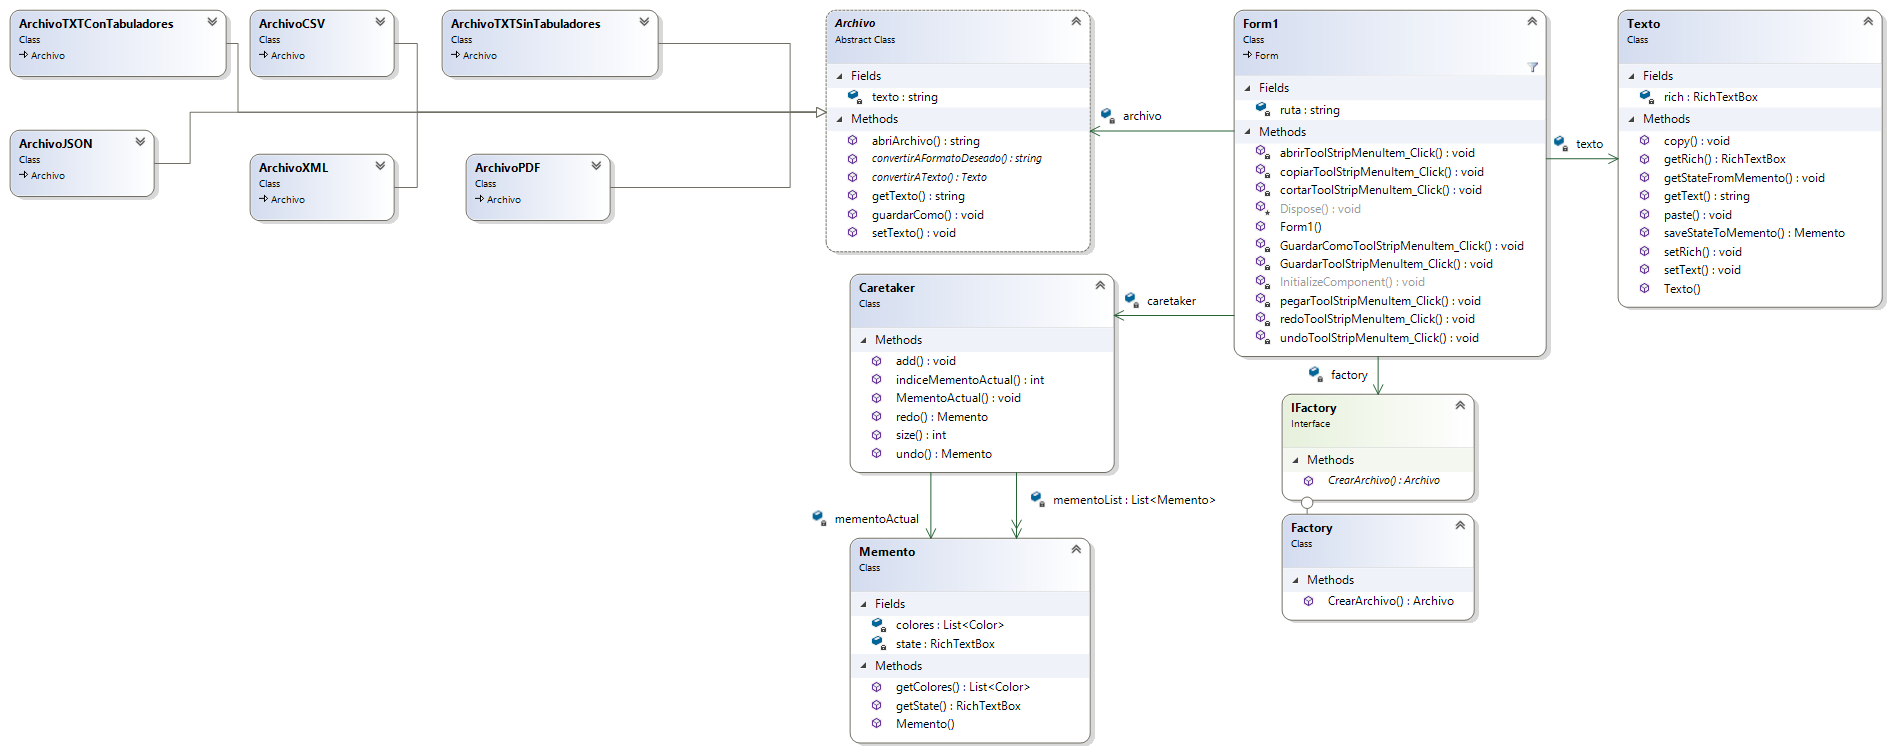 ArchivoTXTConTabuladores
Class
Archivo
ArchivoCSV
Class
Archivo
ArchivoTXTSinTabuladores
Class
Archivo
ArchivoJSON
Class
Archivo
ArchivoXML
Class
Archivo
ArchivoPDF
Class
Archivo
Archivo
Abstract Class
Fields
texto : string
Methods
abriArchivo() : string
convertirAFormatoDeseado() : string
convertirATexto() : Texto
getTexto() : string
guardarComo() : void
setTexto() : void
archivo
Form1
Class
Form
Fields
ruta : string
Methods
abrirToolStripMenuItem_Click() : void
copiarToolStripMenuItem_Click() : void
cortarToolStripMenuItem_Click() : void
Dispose() : void
Form1()
GuardarComoToolStripMenuItem_Click() : void
GuardarToolStripMenuItem_Click() : void
InitializeComponent() : void
pegarToolStripMenuItem_Click() : void
redoToolStripMenuItem_Click() : void
undoToolStripMenuItem_Click() : void
texto
Texto
Class
Fields
rich : RichTextBox
Methods
copy() : void
getRich() : RichTextBox
getStateFromMemento() : void
getText() : string
paste() : void
saveStateToMemento() : Memento
setRich() : void
setText() : void
Texto()
caretaker
Caretaker
Class
Methods
add() : void
indiceMementoActual() : int
MementoActual() : void
redo() : Memento
size() : int
undo() : Memento
factory
IFactory
Interface
Methods
CrearArchivo() : Archivo
Factory
Class
Methods
CrearArchivo() : Archivo
mementoActual
mementoList : List<Memento>
Memento
Class
Fields
colores : List<Color>
state : RichTextBox
Methods
getColores() : List<Color>
getState() : RichTextBox
Memento()